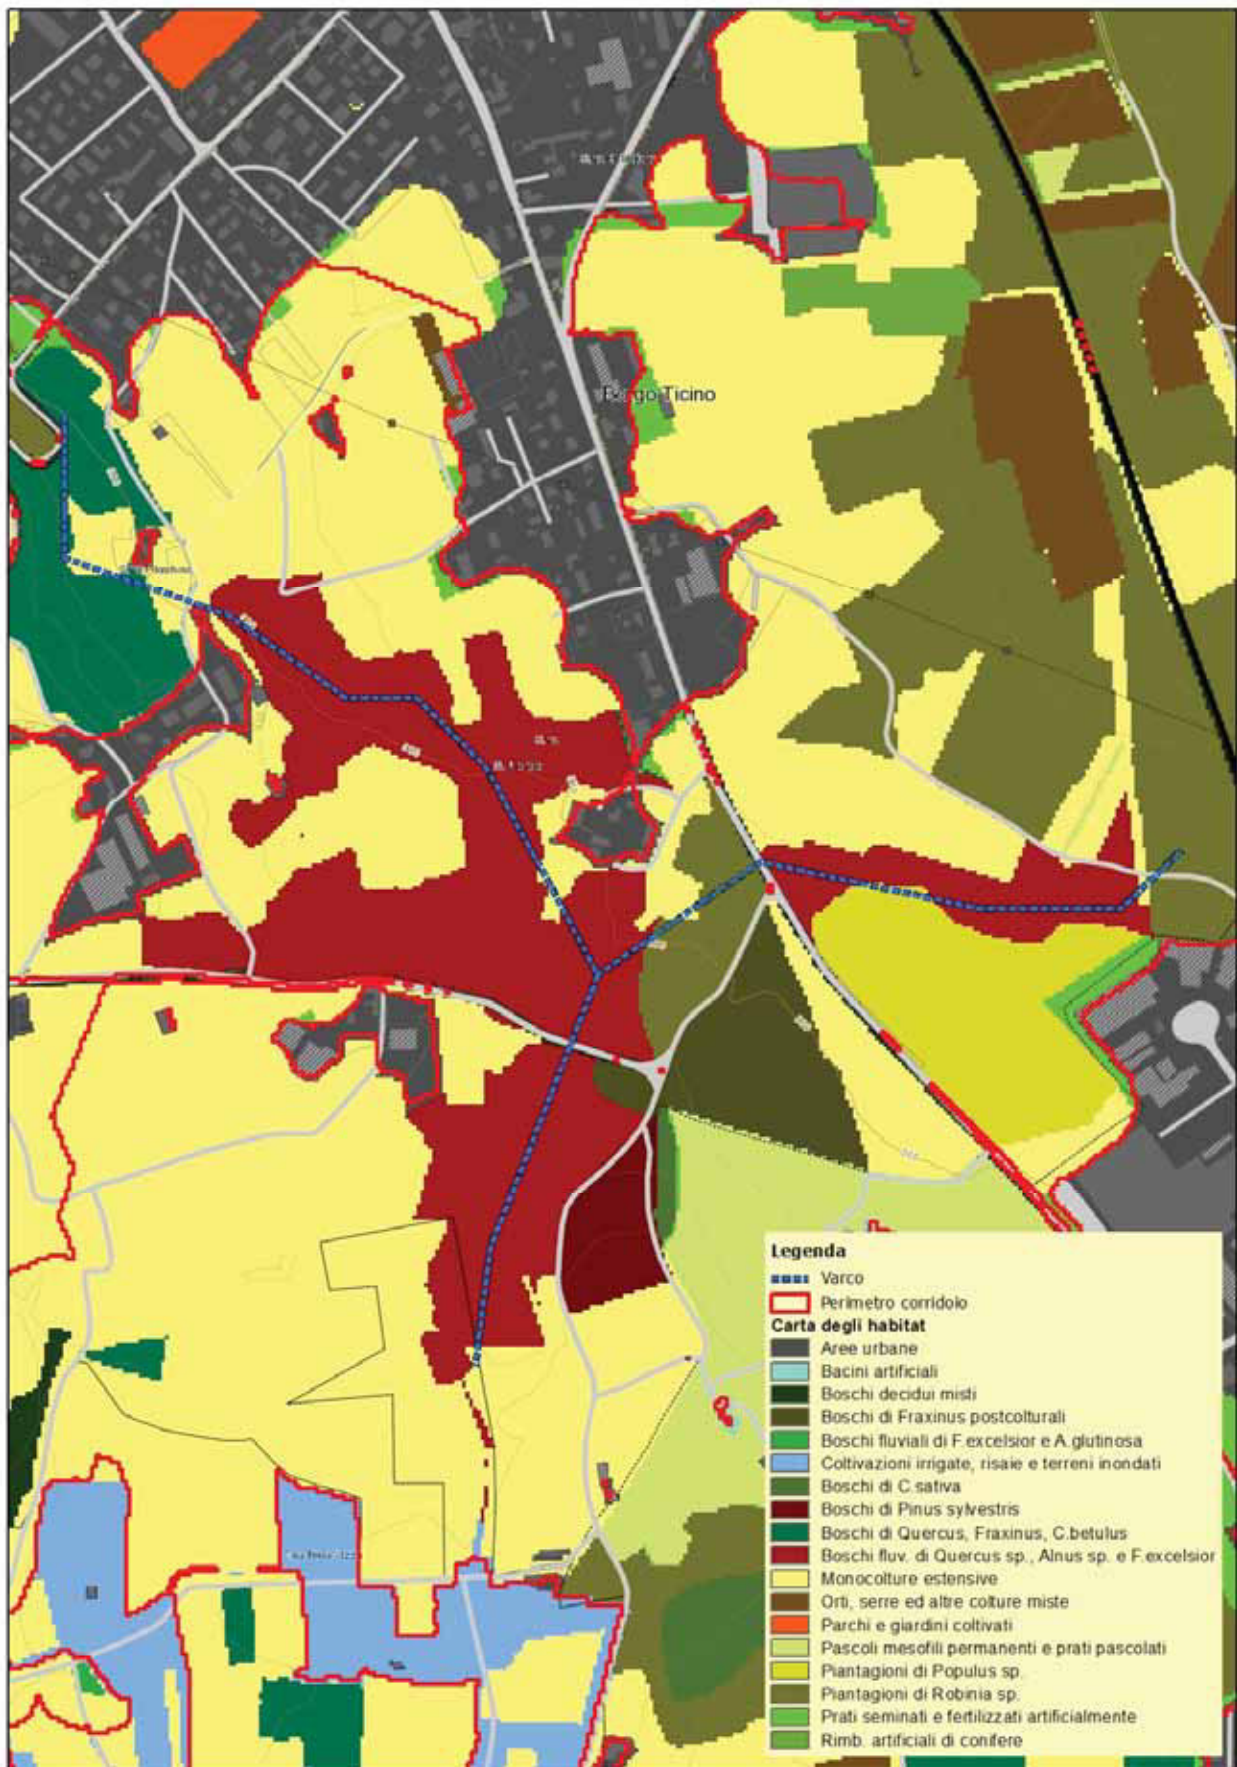 Borgo Ticino
Legenda
Varco
Perimetro corridoio
Carta degli habitat
Aree urbane
Bacini artificiali
Boschi decidui misti
Boschi di Fraxinus postcolturali
Boschi fluviali di F.excelsior e A.glutinosa
Coltivazioni irrigate, risaie e terreni inondati
Boschi di C.sativa
Boschi di Pinus sylvestris
Boschi di Quercus, Fraxinus, C.betulus
Boschi fluv. di Quercus sp., Alnus sp. e F.excelsior
Monocolture estensive
Orti, serre ed altre colture miste
Parchi e giardini coltivati
Pascoli mesofili permanenti e prati pascolati
Piantagioni di Populus sp.
Piantagioni di Robinia sp.
Prati seminati e fertilizzati artificialmente
Rimb. artificiali di conifere